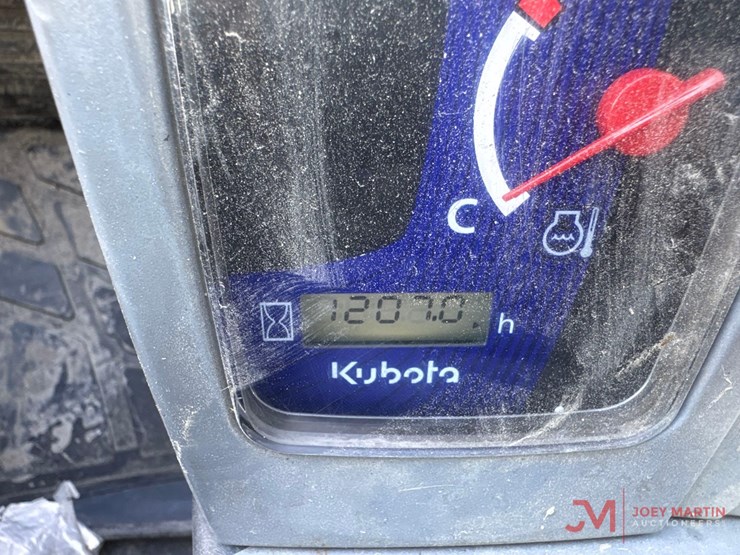 C
1207.0 h
Kubota
JM JOEY MARTIN
AUCTIONEERS